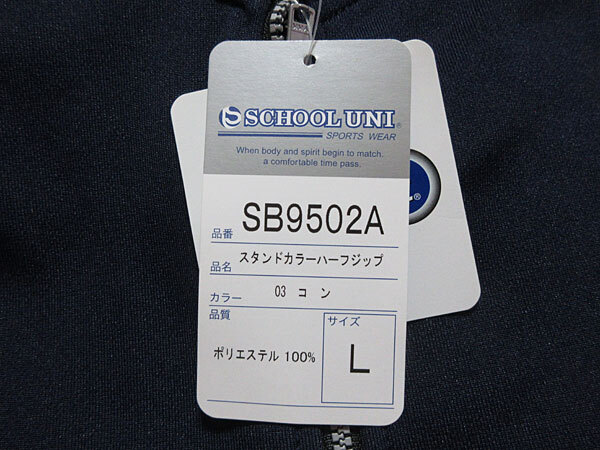 SCHOOL UNI®
SPORTS WEAR
When body and spirit begin to match.
a comfortable time pass.
品番 SB9502A
品名 スタンドカラーハーフジップ
カラー 03 コン
品質 サイズ
ポリエステル 100% L
®